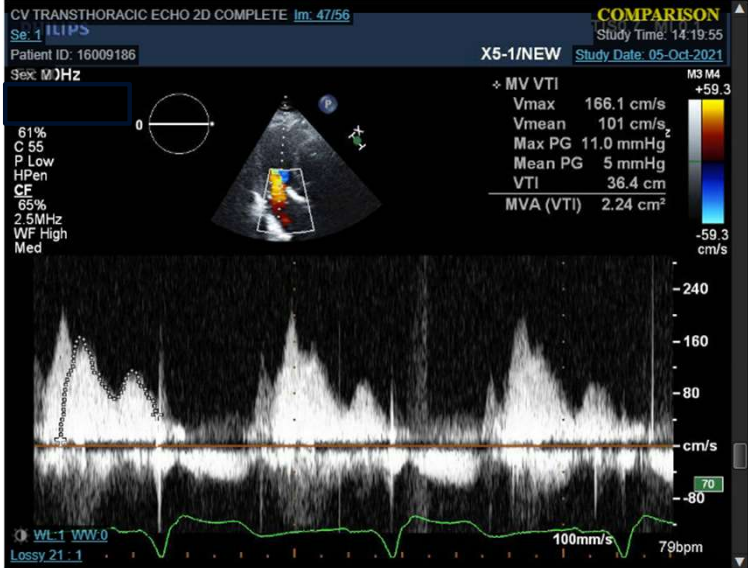 CV TRANSTHORACIC ECHO 2D COMPLETE Im: 47/56
COMPARISON
Se: 1
Study Time: 14:19:55
Patient ID: 16009186
X5-1/NEW
Study Date: 05-Oct-2021
Sex: M
M3 M4
+59.3
61%
C 55
P Low
HPen
CF
65%
2.5MHz
WF High
Med
0
P
MV VTI
Vmax 166.1 cm/s
Vmean 101 cm/s
Max PG 11.0 mmHg
Mean PG 5 mmHg
VTI 36.4 cm
MVA (VTI) 2.24 cm²
-59.3
cm/s
240
160
80
cm/s
70
-80
WL:1 WW:0
100mm/s
79bpm
Lossy 21 : 1